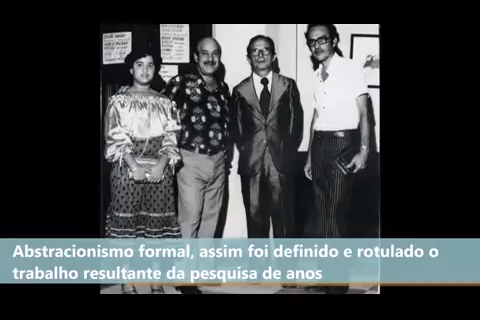 Abstracionismo formal, assim foi definido e rotulado o
trabalho resultante da pesquisa de anos